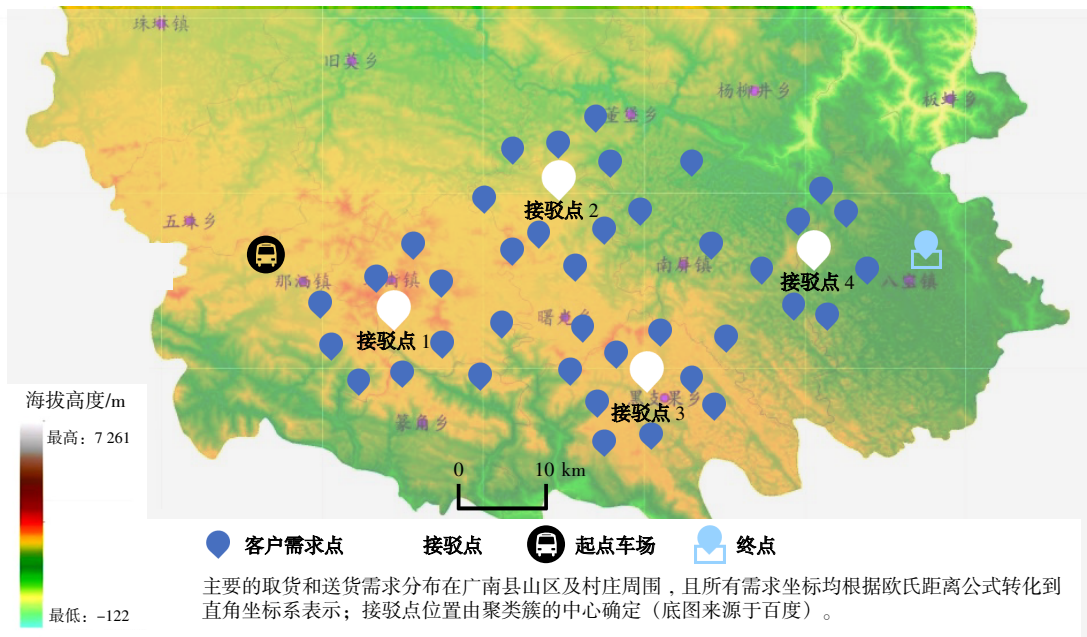 珠琳镇
旧莫乡
杨柳井乡
板蚌乡
董堡乡
接驳点 2
五珠乡
那洒镇
南屏镇
接驳点 4
八宝镇
曙光乡
接驳点 1
黑支果乡
接驳点 3
篆角乡
海拔高度/m
最高：7 261
最低：–122
0 10 km
客户需求点 接驳点 起点车场 终点
主要的取货和送货需求分布在广南县山区及村庄周围，且所有需求坐标均根据欧氏距离公式转化到
直角坐标系表示；接驳点位置由聚类簇的中心确定（底图来源于百度）。